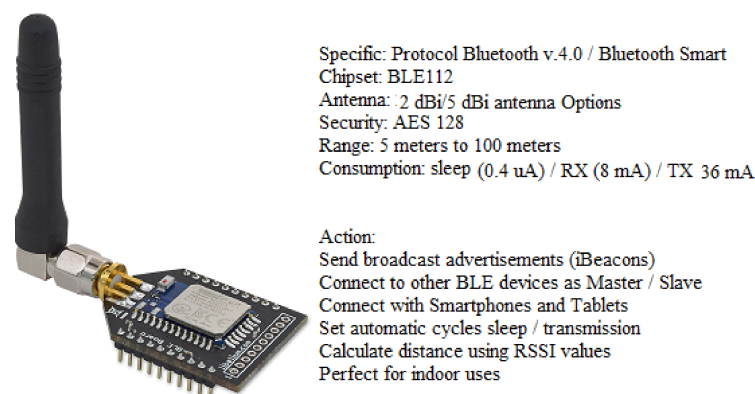 Specific: Protocol Bluetooth v.4.0 / Bluetooth Smart
Chipset: BLE112
Antenna: 2 dBi/5 dBi antenna Options
Security: AES 128
Range: 5 meters to 100 meters
Consumption: sleep (0.4 uA) / RX (8 mA) / TX 36 mA
Action:
Send broadcast advertisements (iBeacons)
Connect to other BLE devices as Master / Slave
Connect with Smartphones and Tablets
Set automatic cycles sleep / transmission
Calculate distance using RSSI values
Perfect for indoor uses